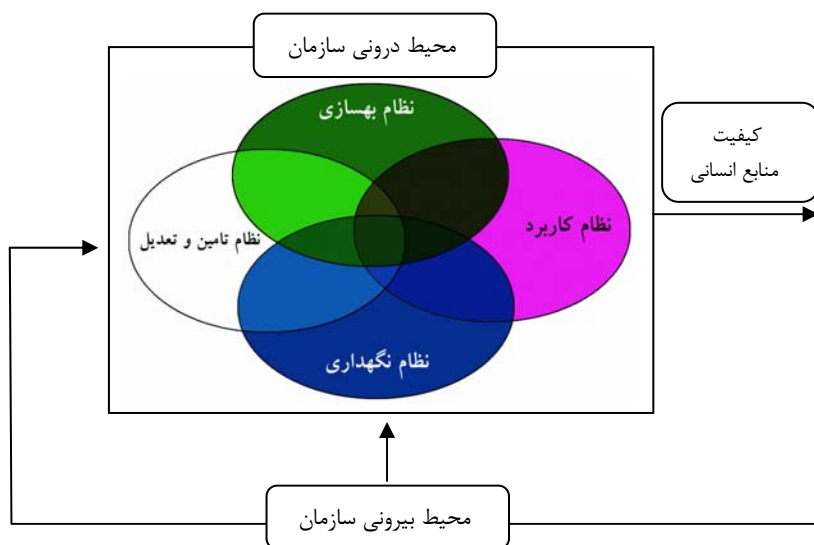 محیط درونی سازمان
نظام بهسازی
کیفیت
منابع انسانی
نظام کاربرد
نظام تامین و تعدیل
نظام نگهداری
محیط بیرونی سازمان